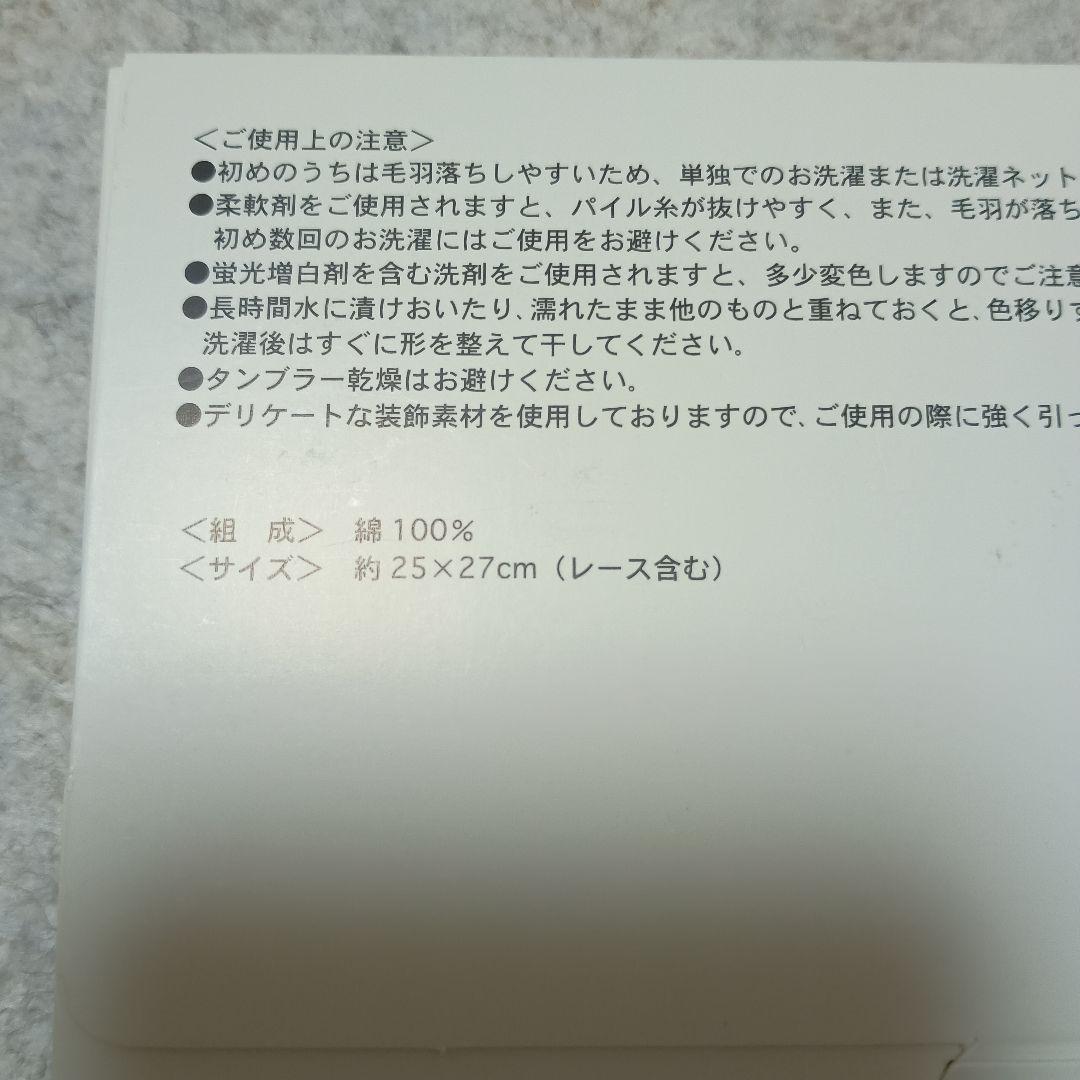 ＜ご使用上の注意＞
●初めのうちは毛羽落ちしやすいため、単独でのお洗濯または洗濯ネット
●柔軟剤をご使用されますと、パイル糸が抜けやすく、また、毛羽が落ち
初め数回のお洗濯にはご使用をお避けください。
●蛍光増白剤を含む洗剤をご使用されますと、多少変色しますのでご注意
●長時間水に漬けおいたり、濡れたまま他のものと重ねておくと、色移りす
洗濯後はすぐに形を整えて干してください。
●タンブラー乾燥はお避けください。
●デリケートな装飾素材を使用しておりますので、ご使用の際に強く引っ
＜組　成＞　綿100％
＜サイズ＞　約25×27cm（レース含む）